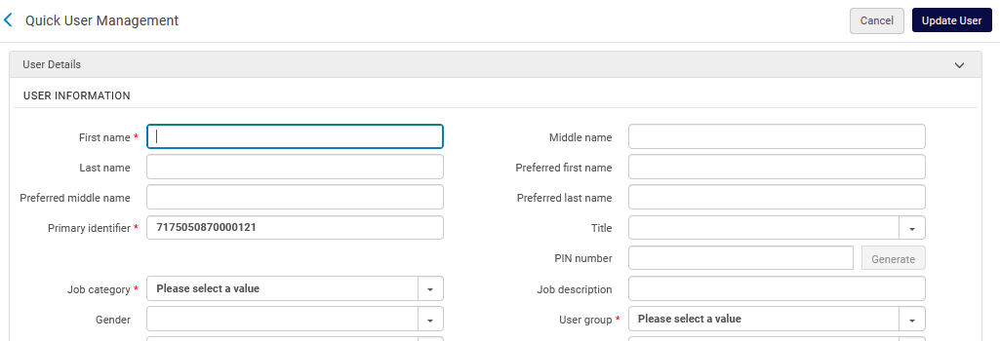 Quick User Management
Cancel
Update User
User Details
USER INFORMATION
First name *
Middle name
Last name
Preferred first name
Preferred middle name
Preferred last name
Primary identifier * 7175050870000121
Title
PIN number
Generate
Job category * Please select a value
Job description
Gender
User group * Please select a value